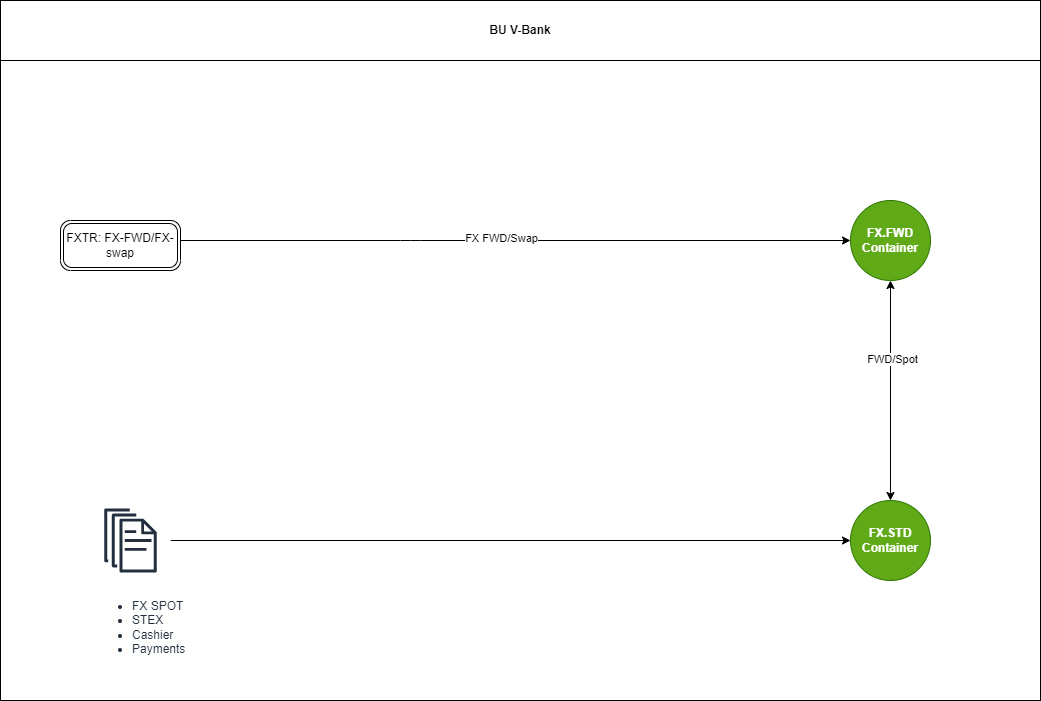 BU V-Bank
FXTR: FX-FWD/FX-
swap
FX FWD/Swap
FX.FWD
Container
FWD/Spot
FX.STD
Container
FX SPOT
STEX
Cashier
Payments